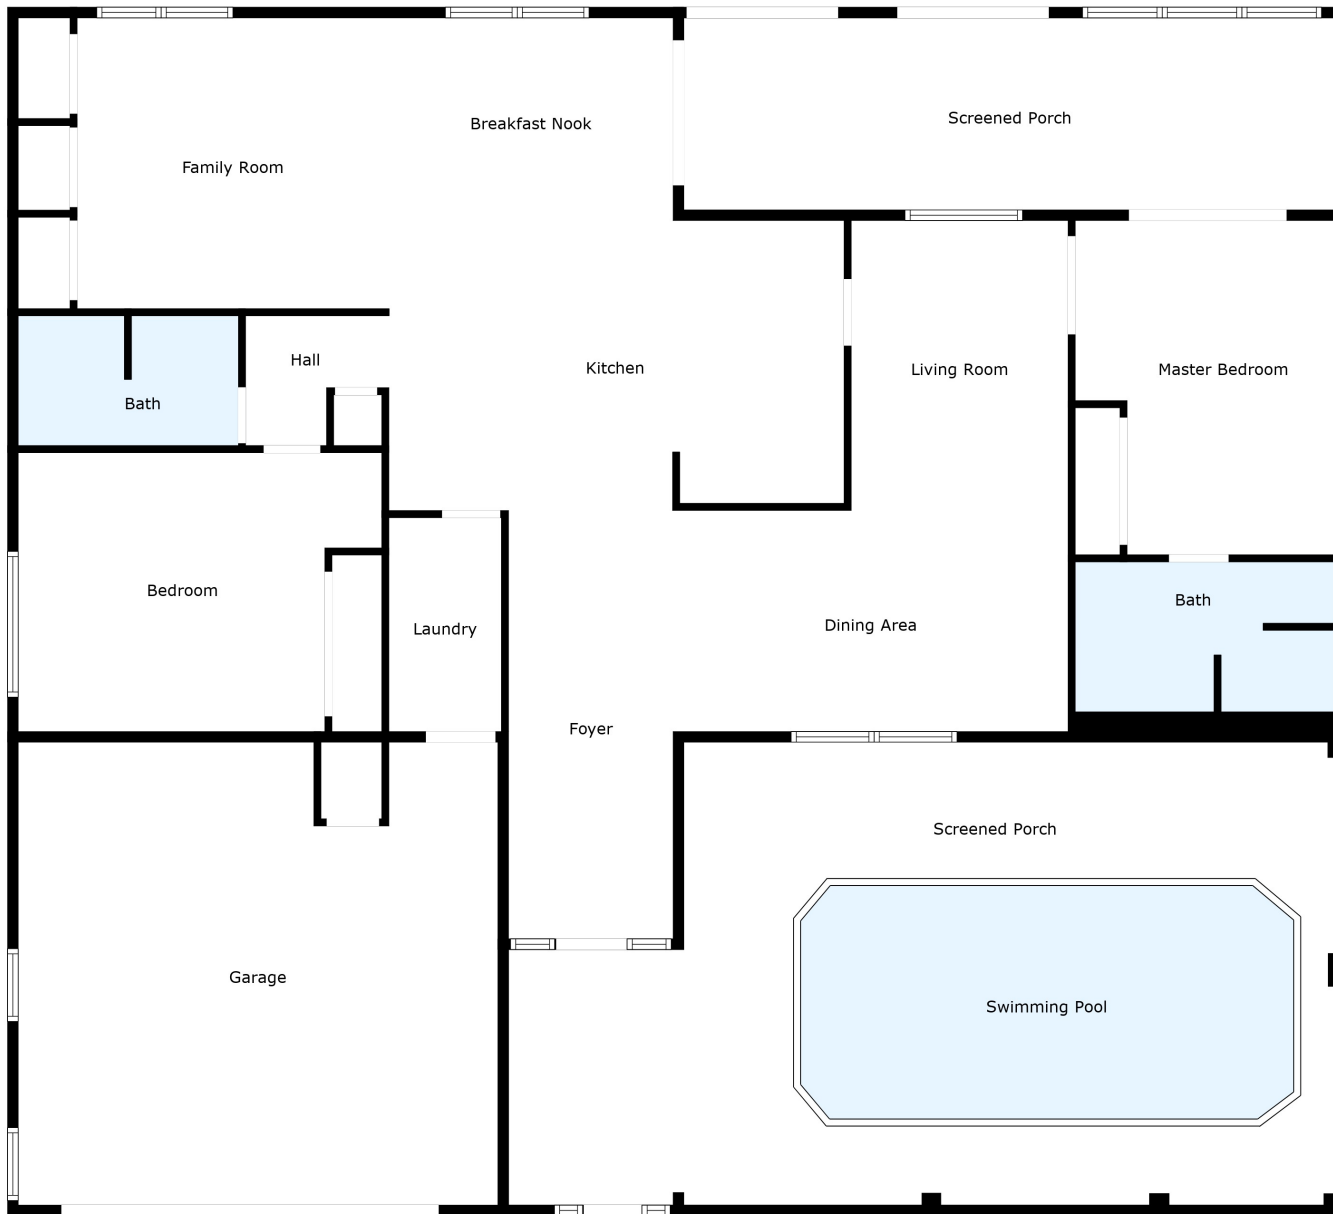 Screened Porch
Breakfast Nook
Family Room
Hall
Kitchen
Living Room
Master Bedroom
Bath
Bedroom
Bath
Laundry
Dining Area
Foyer
Screened Porch
Garage
Swimming Pool